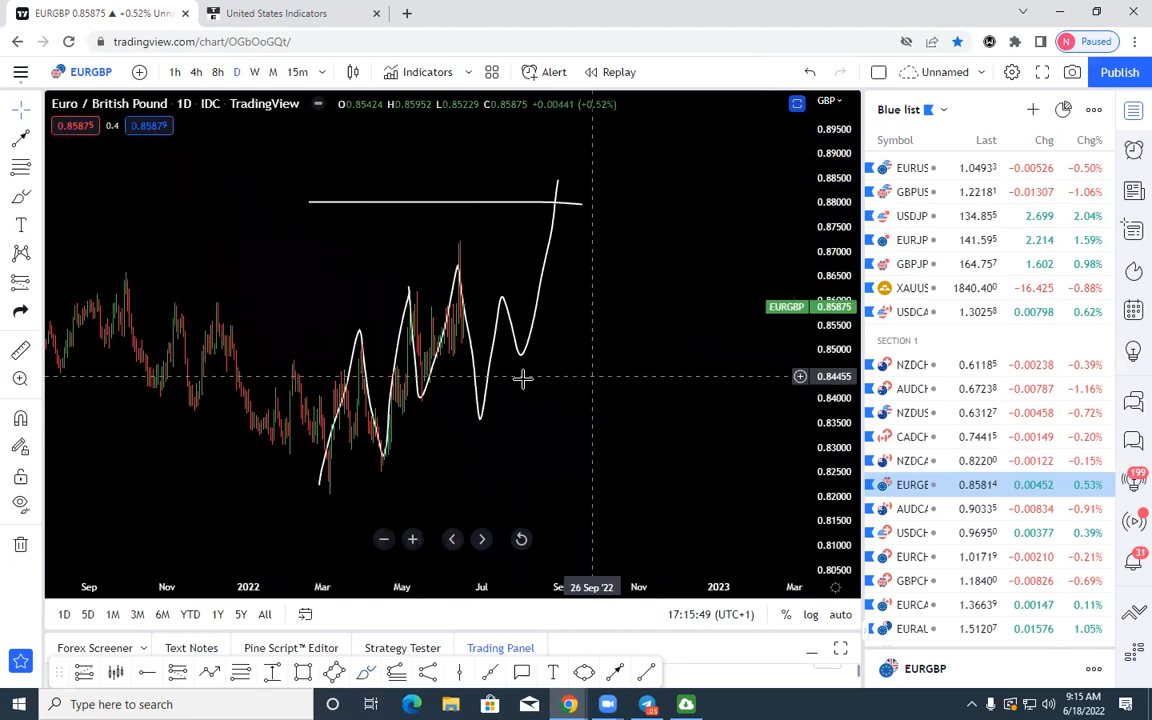 EURGBP 0.85875 ▲ +0.52% Unn
United States Indicators
tradingview.com/chart/OGbOoGQt/
Paused
EURGBP
1h 4h 8h D W M 15m
Indicators
Alert
Replay
Unnamed
Publish
Euro / British Pound · 1D · IDC · TradingView
O0.85424 H0.85952 L0.85229 C0.85875 +0.00441 (+0.52%)
GBP
0.85875 0.4 0.85879
0.89500
0.89000
0.88500
0.88000
0.87500
0.87000
0.86500
EURGBP 0.85875
0.85500
0.85000
0.84455
0.84000
0.83500
0.83000
0.82500
0.82000
0.81500
0.81000
0.80500
Sep Nov 2022 Mar May Jul Se 26 Sep '22 Nov 2023 Mar
1D 5D 1M 3M 6M YTD 1Y 5Y All
17:15:49 (UTC+1) % log auto
Forex Screener Text Notes Pine Script™ Editor Strategy Tester Trading Panel
Blue list
Symbol Last Chg Chg%
EURUS 1.04933 −0.00526 −0.50%
GBPUS 1.22181 −0.01307 −1.06%
USDJP 134.855 2.699 2.04%
EURJP 141.595 2.214 1.59%
GBPJP 164.757 1.602 0.98%
XAUUS 1840.400 −16.425 −0.88%
USDCA 1.30258 0.00798 0.62%
SECTION 1
NZDCH 0.61185 −0.00238 −0.39%
AUDCH 0.67238 −0.00787 −1.16%
NZDUS 0.63127 −0.00458 −0.72%
CADCH 0.74415 −0.00149 −0.20%
NZDCA 0.82200 −0.00122 −0.15%
EURGB 0.85814 0.00452 0.53%
AUDCA 0.90335 −0.00834 −0.91%
USDCH 0.96950 0.00377 0.39%
EURCH 1.01719 −0.00210 −0.21%
GBPCH 1.18400 −0.00826 −0.69%
EURCA 1.36639 0.00147 0.11%
EURAU 1.51207 0.01576 1.05%
EURGBP
199
31
Type here to search
9:15 AM
6/18/2022